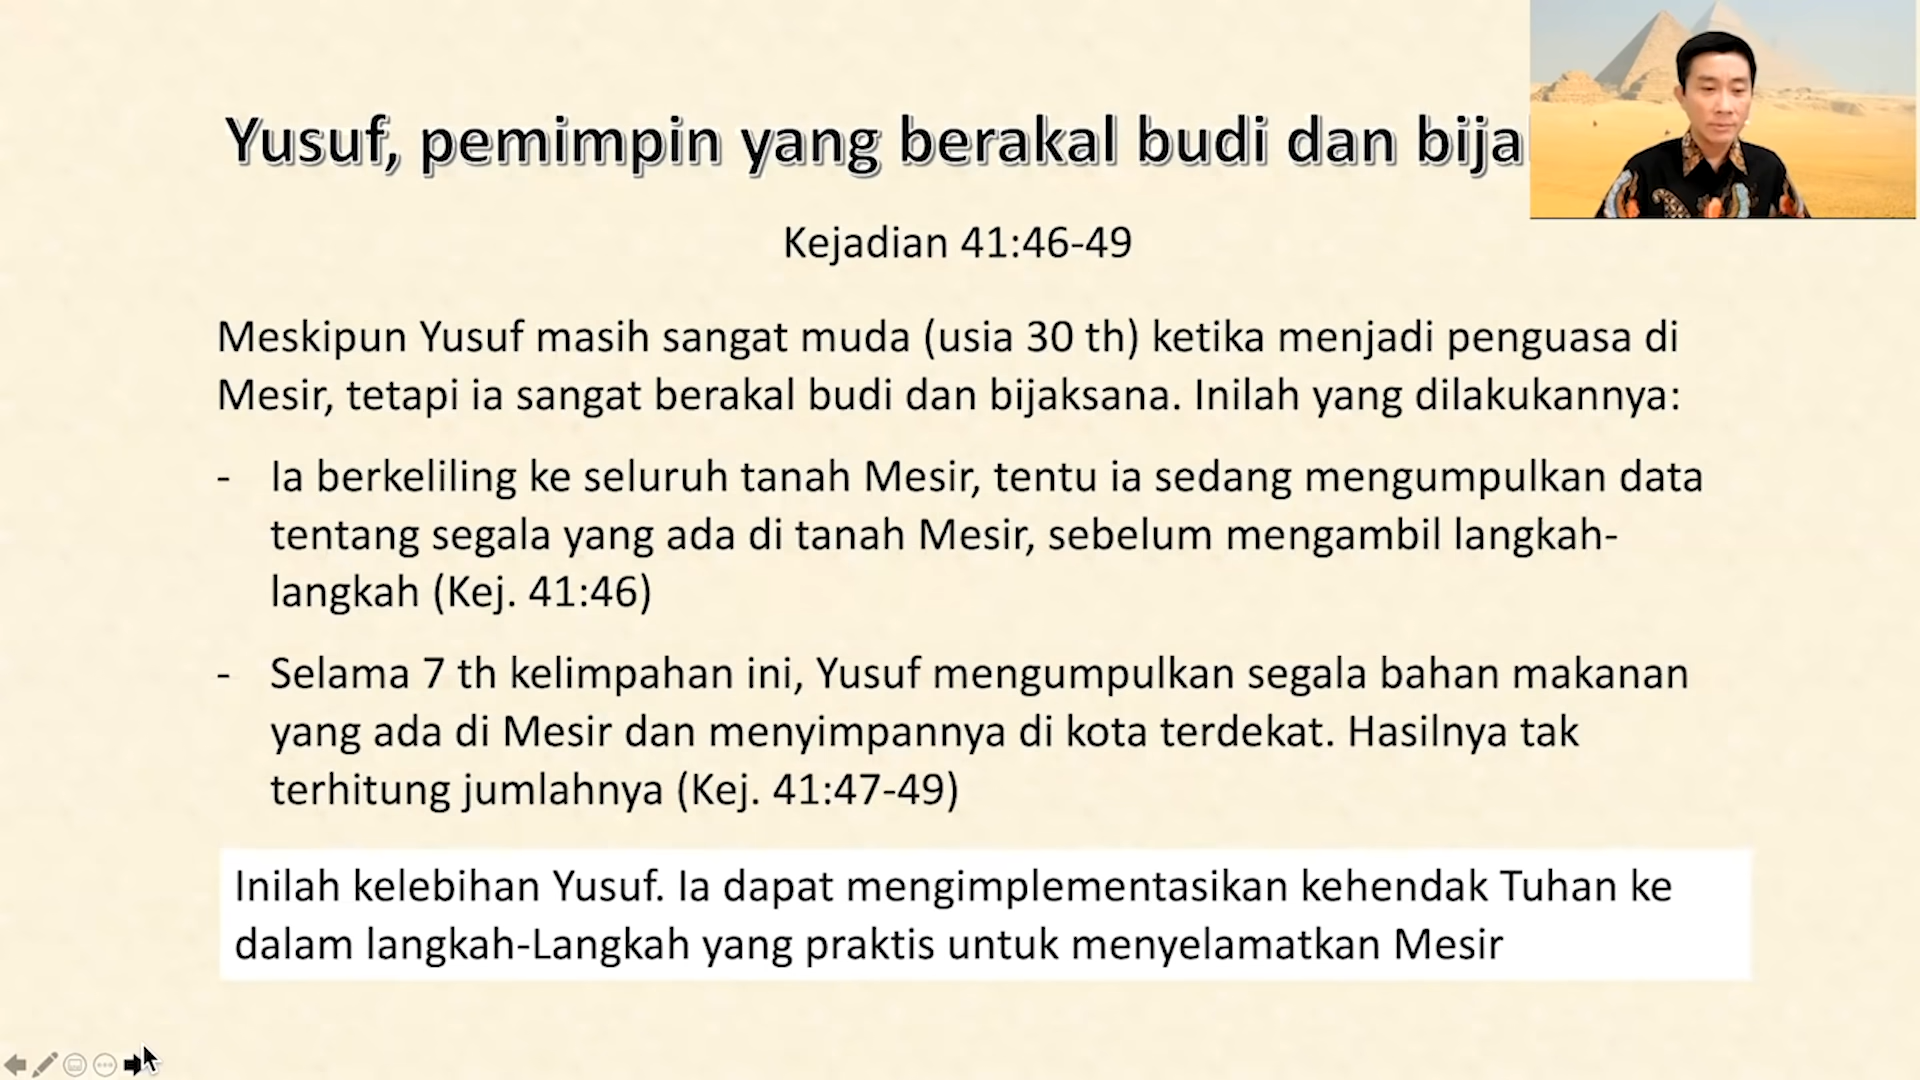 Yusuf, pemimpin yang berakal budi dan bija
Kejadian 41:46-49
Meskipun Yusuf masih sangat muda (usia 30 th) ketika menjadi penguasa di
Mesir, tetapi ia sangat berakal budi dan bijaksana. Inilah yang dilakukannya:
- Ia berkeliling ke seluruh tanah Mesir, tentu ia sedang mengumpulkan data
tentang segala yang ada di tanah Mesir, sebelum mengambil langkah-
langkah (Kej. 41:46)
- Selama 7 th kelimpahan ini, Yusuf mengumpulkan segala bahan makanan
yang ada di Mesir dan menyimpannya di kota terdekat. Hasilnya tak
terhitung jumlahnya (Kej. 41:47-49)
Inilah kelebihan Yusuf. Ia dapat mengimplementasikan kehendak Tuhan ke
dalam langkah-Langkah yang praktis untuk menyelamatkan Mesir